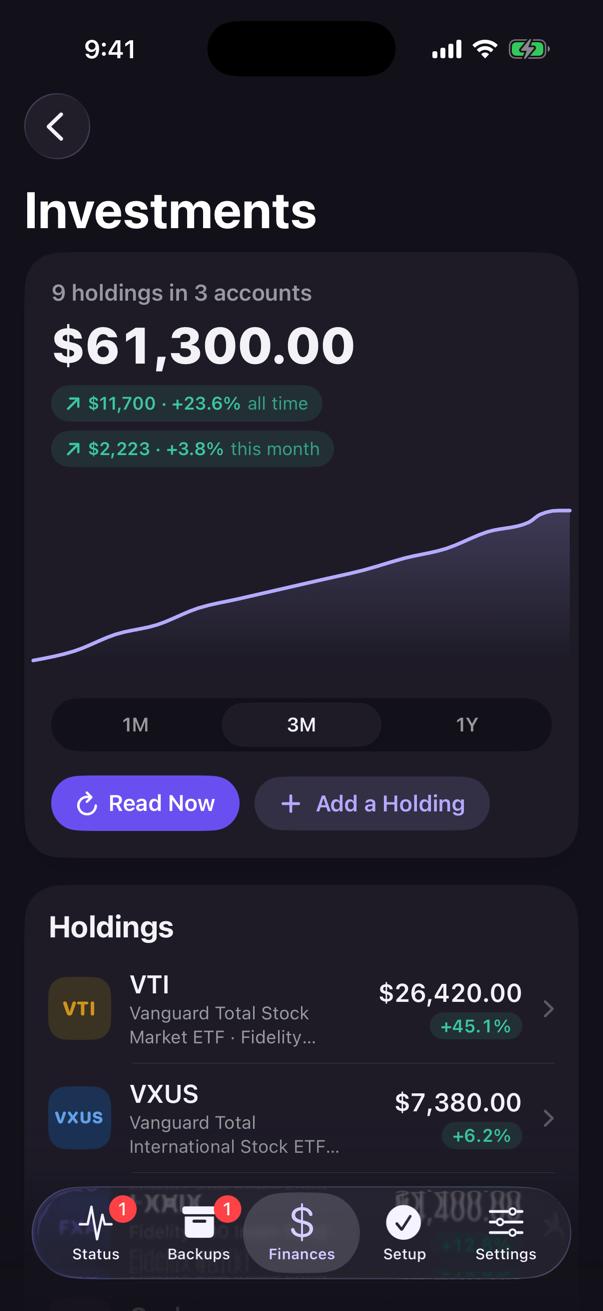 9:41
Investments
9 holdings in 3 accounts
$61,300.00
$11,700 · +23.6% all time
$2,223 · +3.8% this month
1M 3M 1Y
Read Now + Add a Holding
Holdings
VTI
VTI
Vanguard Total Stock
Market ETF · Fidelity...
$26,420.00
+45.1%
VXUS
VXUS
Vanguard Total
International Stock ETF...
$7,380.00
+6.2%
1 1
Status Backups Finances Setup Settings